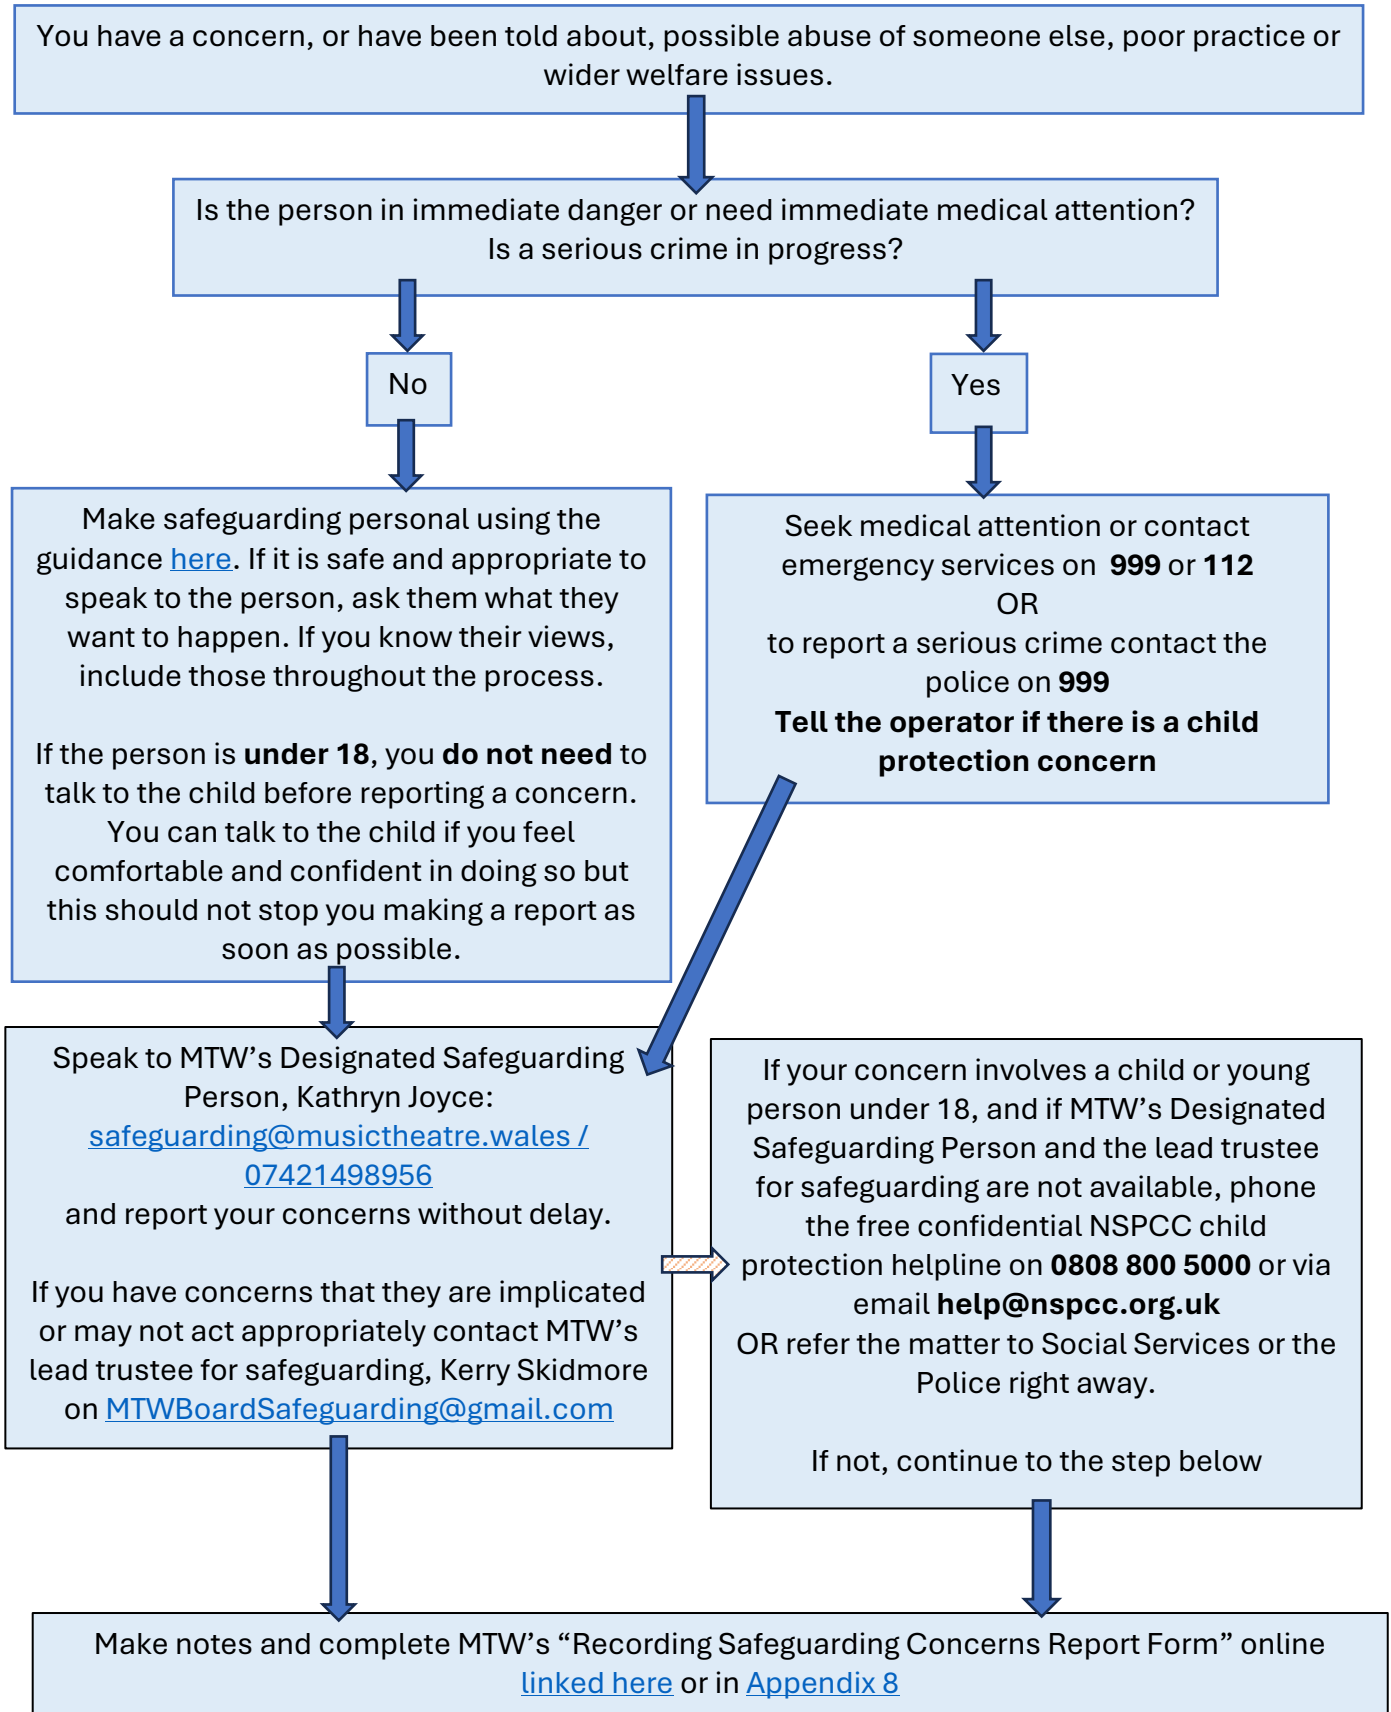 You have a concern, or have been told about, possible abuse of someone else, poor practice or
wider welfare issues.
Is the person in immediate danger or need immediate medical attention?
Is a serious crime in progress?
No
Yes
Make safeguarding personal using the
guidance here. If it is safe and appropriate to
speak to the person, ask them what they
want to happen. If you know their views,
include those throughout the process.
If the person is under 18, you do not need to
talk to the child before reporting a concern.
You can talk to the child if you feel
comfortable and confident in doing so but
this should not stop you making a report as
soon as possible.
Seek medical attention or contact
emergency services on 999 or 112
OR
to report a serious crime contact the
police on 999
Tell the operator if there is a child
protection concern
Speak to MTW's Designated Safeguarding
Person, Kathryn Joyce:
safeguarding@musictheatre.wales /
07421498956
and report your concerns without delay.
If you have concerns that they are implicated
or may not act appropriately contact MTW's
lead trustee for safeguarding, Kerry Skidmore
on MTWBoardSafeguarding@gmail.com
If your concern involves a child or young
person under 18, and if MTW's Designated
Safeguarding Person and the lead trustee
for safeguarding are not available, phone
the free confidential NSPCC child
protection helpline on 0808 800 5000 or via
email help@nspcc.org.uk
OR refer the matter to Social Services or the
Police right away.
If not, continue to the step below
Make notes and complete MTW's “Recording Safeguarding Concerns Report Form” online
linked here or in Appendix 8